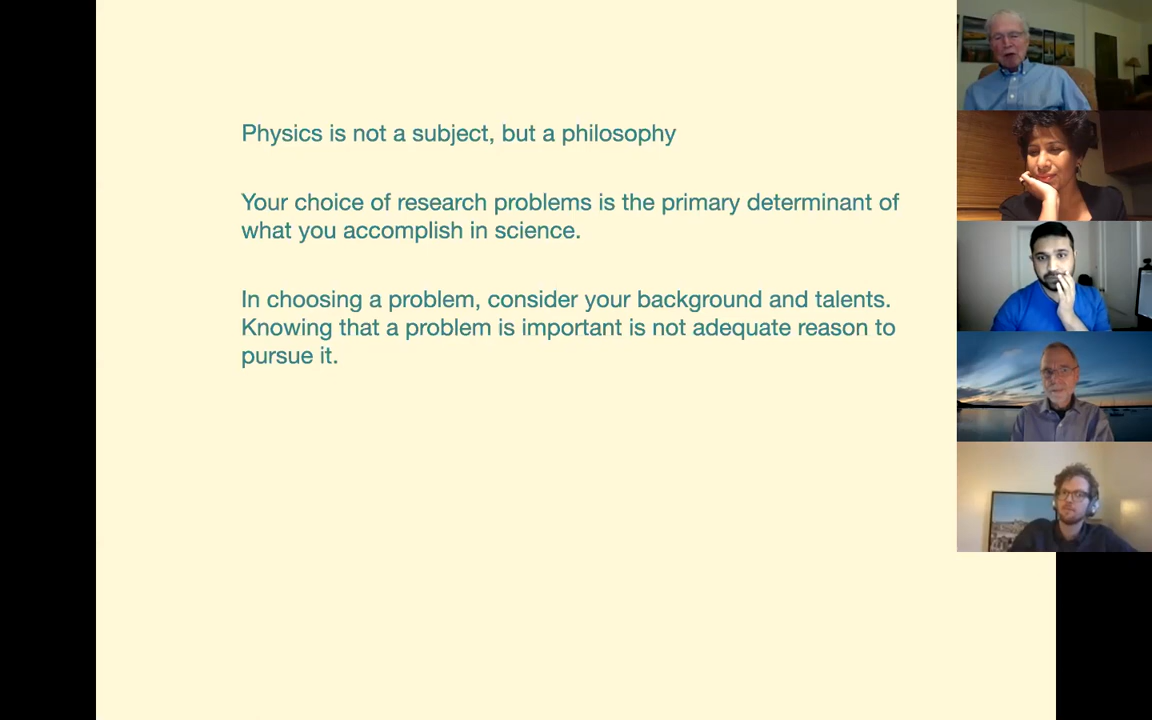 Physics is not a subject, but a philosophy
Your choice of research problems is the primary determinant of
what you accomplish in science.
In choosing a problem, consider your background and talents.
Knowing that a problem is important is not adequate reason to
pursue it.